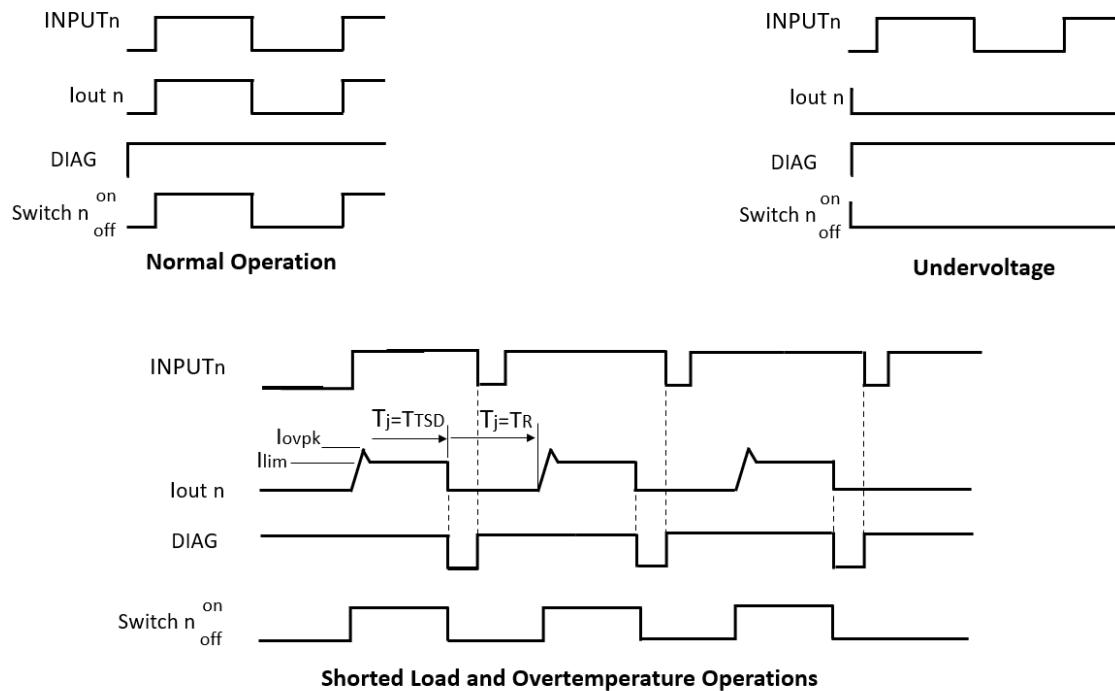 INPUTn
Iout n
DIAG
Switch n on off
Normal Operation
INPUTn
Iout n
DIAG
Switch n on off
Undervoltage
INPUTn
Tj=TTSD Tj=TR
Iovpk
Ilim
Iout n
DIAG
Switch n on off
Shorted Load and Overtemperature Operations